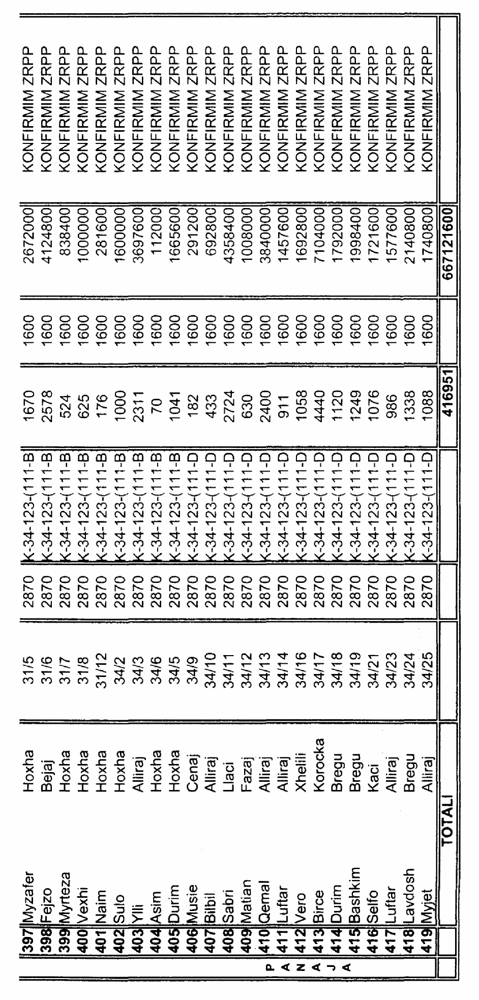 397 Myzafer Hoxha 31/5 2870 K-34-123-(111-B 1670 1600 2672000 KONFIRMIM ZRPP
398 Fejzo Bejaj 31/6 2870 K-34-123-(111-B 2578 1600 4124800 KONFIRMIM ZRPP
399 Myrteza Hoxha 31/7 2870 K-34-123-(111-B 524 1600 838400 KONFIRMIM ZRPP
400 Vexhi Hoxha 31/8 2870 K-34-123-(111-B 625 1600 1000000 KONFIRMIM ZRPP
401 Naim Hoxha 31/12 2870 K-34-123-(111-B 176 1600 281600 KONFIRMIM ZRPP
402 Sulo Hoxha 34/2 2870 K-34-123-(111-B 1000 1600 1600000 KONFIRMIM ZRPP
403 Ylli Alliraj 34/3 2870 K-34-123-(111-B 2311 1600 3697600 KONFIRMIM ZRPP
404 Asim Hoxha 34/6 2870 K-34-123-(111-B 70 1600 112000 KONFIRMIM ZRPP
405 Durim Hoxha 34/5 2870 K-34-123-(111-B 1041 1600 1665600 KONFIRMIM ZRPP
406 Musie Cenaj 34/9 2870 K-34-123-(111-D 182 1600 291200 KONFIRMIM ZRPP
407 Bilbil Alliraj 34/10 2870 K-34-123-(111-D 433 1600 692800 KONFIRMIM ZRPP
408 Sabri Llaci 34/11 2870 K-34-123-(111-D 2724 1600 4358400 KONFIRMIM ZRPP
409 Matian Fazaj 34/12 2870 K-34-123-(111-D 630 1600 1008000 KONFIRMIM ZRPP
410 Qemal Alliraj 34/13 2870 K-34-123-(111-D 2400 1600 3840000 KONFIRMIM ZRPP
411 Luftar Alliraj 34/14 2870 K-34-123-(111-D 911 1600 1457600 KONFIRMIM ZRPP
412 Vero Xhelili 34/16 2870 K-34-123-(111-D 1058 1600 1692800 KONFIRMIM ZRPP
413 Birce Korocka 34/17 2870 K-34-123-(111-D 4440 1600 7104000 KONFIRMIM ZRPP
414 Durim Bregu 34/18 2870 K-34-123-(111-D 1120 1600 1792000 KONFIRMIM ZRPP
415 Bashkim Bregu 34/19 2870 K-34-123-(111-D 1249 1600 1998400 KONFIRMIM ZRPP
416 Selfo Kaci 34/21 2870 K-34-123-(111-D 1076 1600 1721600 KONFIRMIM ZRPP
417 Luftar Alliraj 34/23 2870 K-34-123-(111-D 986 1600 1577600 KONFIRMIM ZRPP
418 Lavdosh Bregu 34/24 2870 K-34-123-(111-D 1338 1600 2140800 KONFIRMIM ZRPP
419 Myjet Alliraj 34/25 2870 K-34-123-(111-D 1088 1600 1740800 KONFIRMIM ZRPP
PANAJA
TOTALI 416951 667121600